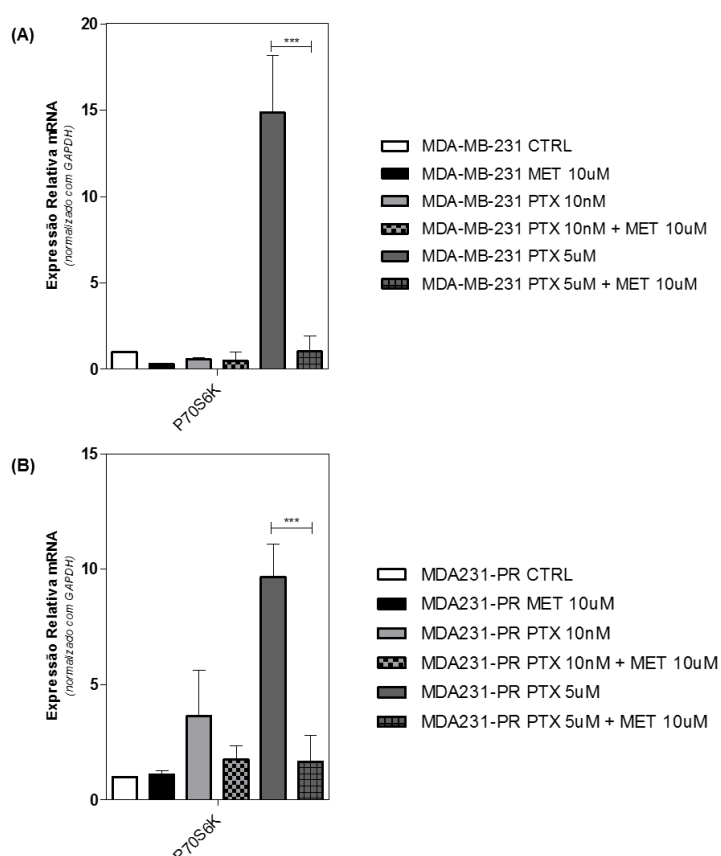 (A)
Expressão Relativa mRNA
(normalizado com GAPDH)
20
15
10
5
0
***
P70S6K
MDA-MB-231 CTRL
MDA-MB-231 MET 10uM
MDA-MB-231 PTX 10nM
MDA-MB-231 PTX 10nM + MET 10uM
MDA-MB-231 PTX 5uM
MDA-MB-231 PTX 5uM + MET 10uM
(B)
Expressão Relativa mRNA
(normalizado com GAPDH)
15
10
5
0
***
P70S6K
MDA231-PR CTRL
MDA231-PR MET 10uM
MDA231-PR PTX 10nM
MDA231-PR PTX 10nM + MET 10uM
MDA231-PR PTX 5uM
MDA231-PR PTX 5uM + MET 10uM